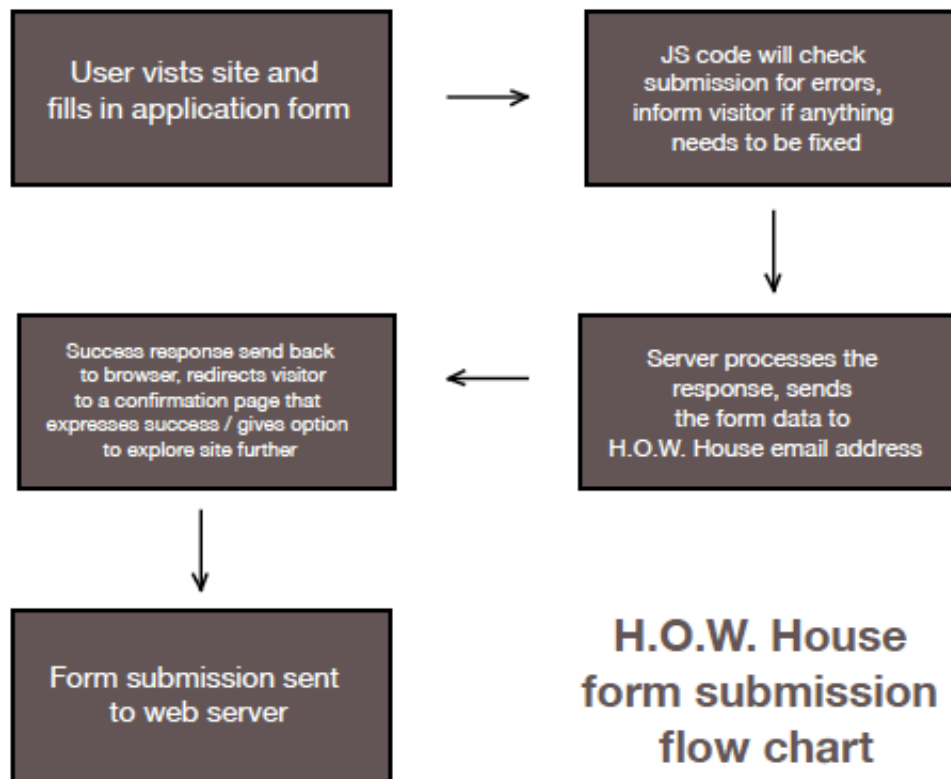 User vists site and
fills in application form
JS code will check
submission for errors,
inform visitor if anything
needs to be fixed
Server processes the
response, sends
the form data to
H.O.W. House email address
Success response send back
to browser, redirects visitor
to a confirmation page that
expresses success / gives option
to explore site further
Form submission sent
to web server
H.O.W. House
form submission
flow chart